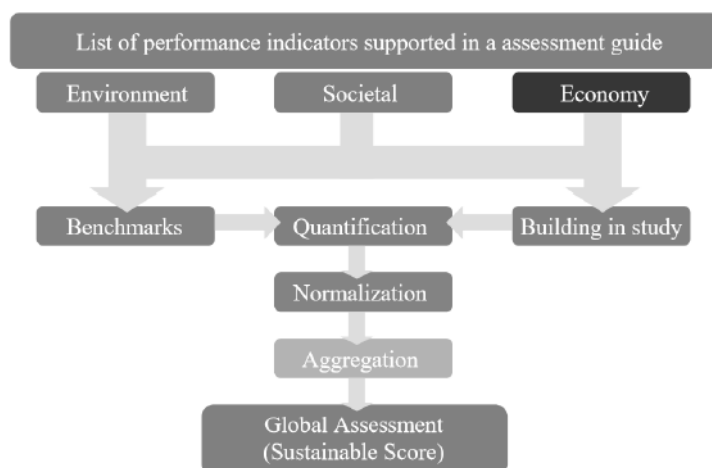 List of performance indicators supported in a assessment guide
Environment
Societal
Economy
Benchmarks
Quantification
Building in study
Normalization
Aggregation
Global Assessment
(Sustainable Score)